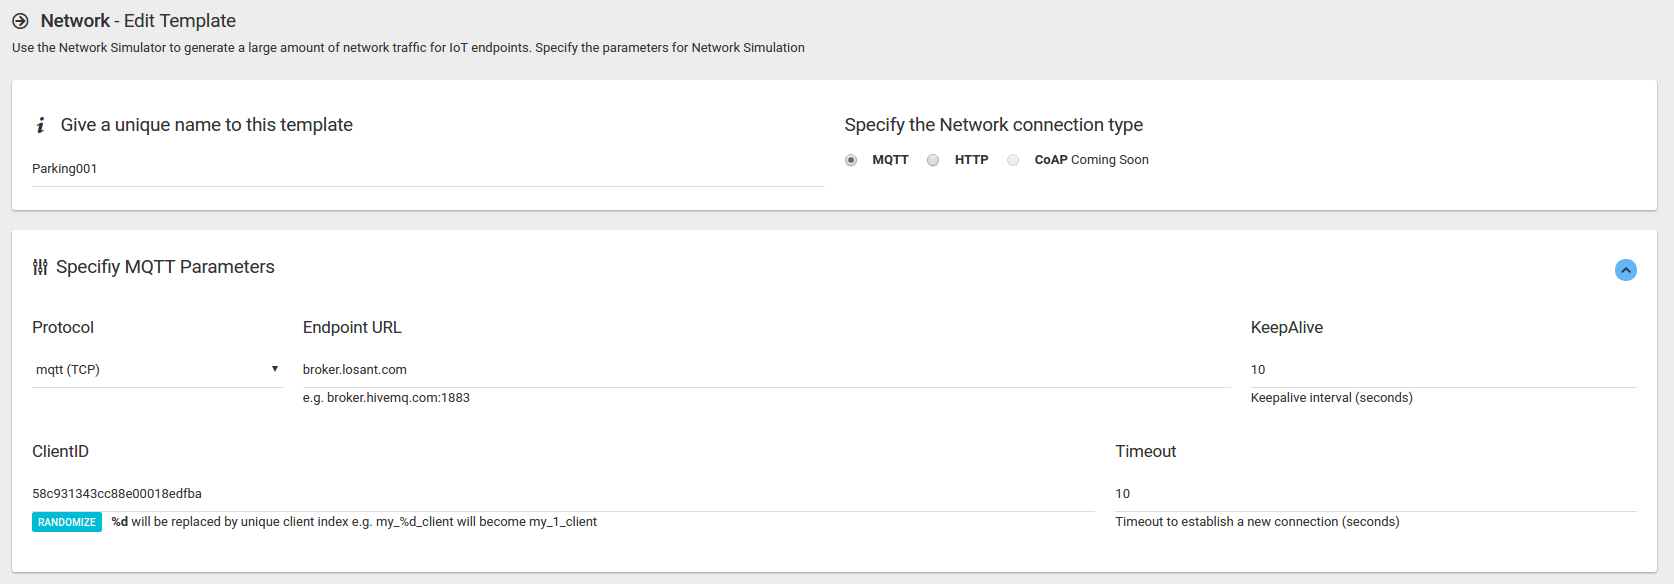 Network - Edit Template
Use the Network Simulator to generate a large amount of network traffic for IoT endpoints. Specify the parameters for Network Simulation
Give a unique name to this template
Parking001
Specify the Network connection type
MQTT HTTP CoAP Coming Soon
Specifiy MQTT Parameters
Protocol
mqtt (TCP)
Endpoint URL
broker.losant.com
e.g. broker.hivemq.com:1883
KeepAlive
10
Keepalive interval (seconds)
ClientID
58c931343cc88e00018edfba
RANDOMIZE %d will be replaced by unique client index e.g. my_%d_client will become my_1_client
Timeout
10
Timeout to establish a new connection (seconds)